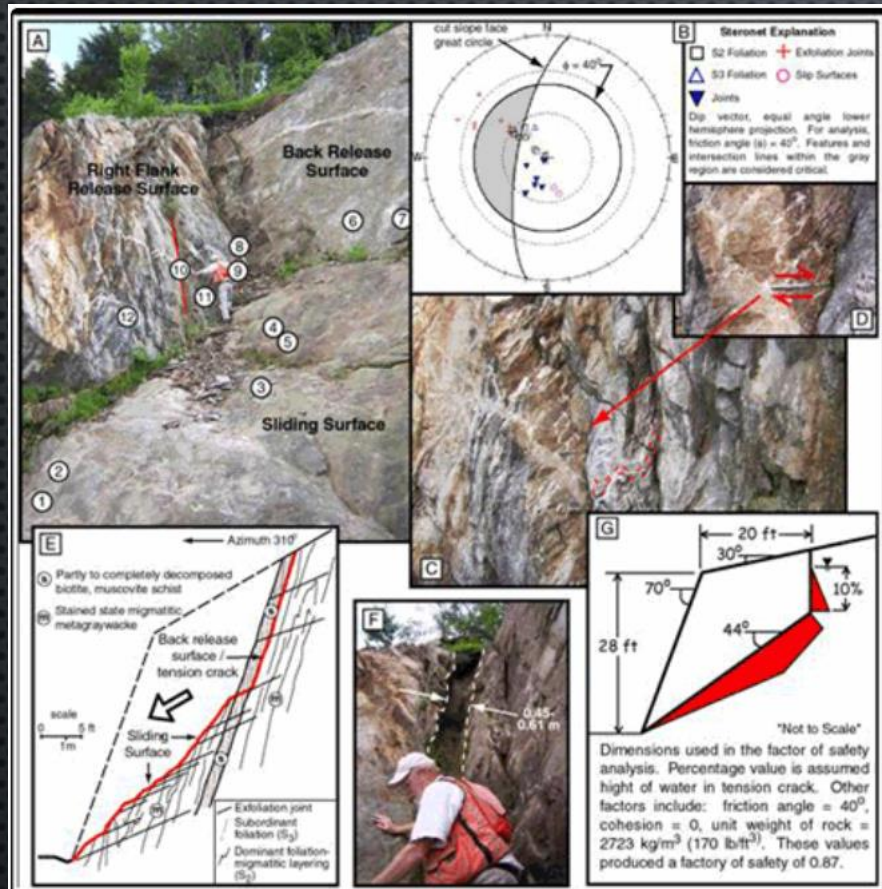 A
Right Flank
Release Surface
Back Release
Surface
6
7
8
9
10
11
12
4
5
3
Sliding Surface
2
1
cut slope face
great circle
N
ϕ = 40°
W
B
Steronet Explanation
S2 Foliation
Exfoliation Joints
S3 Foliation
Slip Surfaces
Joints
Dip vector, equal angle lower
hemisphere projection. For analysis,
friction angle (ɸ) = 40°. Features and
intersection lines within the gray
region are considered critical.
D
C
E
Azimuth 310°
Partly to completely decomposed
biotite, muscovite schist
Stained state migmatitic
metagraywacke
Back release
surface /
tension crack
s
m
scale
0 5 ft
1m
Sliding
Surface
s
m
Exfoliation joint
Subordinant
foliation (S3)
Dominant foliation-
migmatitic layering
(S2)
F
0.45-
0.61 m
G
20 ft
30°
70°
10%
44°
28 ft
"Not to Scale"
Dimensions used in the factor of safety
analysis. Percentage value is assumed
hight of water in tension crack. Other
factors include: friction angle = 40°,
cohesion = 0, unit weight of rock =
2723 kg/m³ (170 lb/ft³). These values
produced a factory of safety of 0.87.